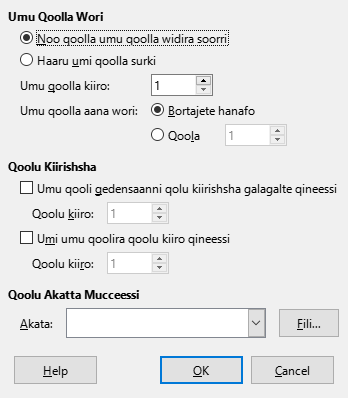 Umu Qoolla Wori
Noo qoolla umu qoolla widira soorri
Haaru umi qoolla surki
Umu qoolla kiiro: 1
Umu qoolla aana wori: Bortajete hanafo
Qoola 1
Qoolu Kiirishsha
Umu qooli gedensaanni qolu kiirishsha galagalte qineessi
Qoolu kiiro: 1
Umi umu qoolira qoolu kiiro qineessi
Qoolu kiiro: 1
Qoolu Akatta Mucceessi
Akata: Fili...
Help OK Cancel